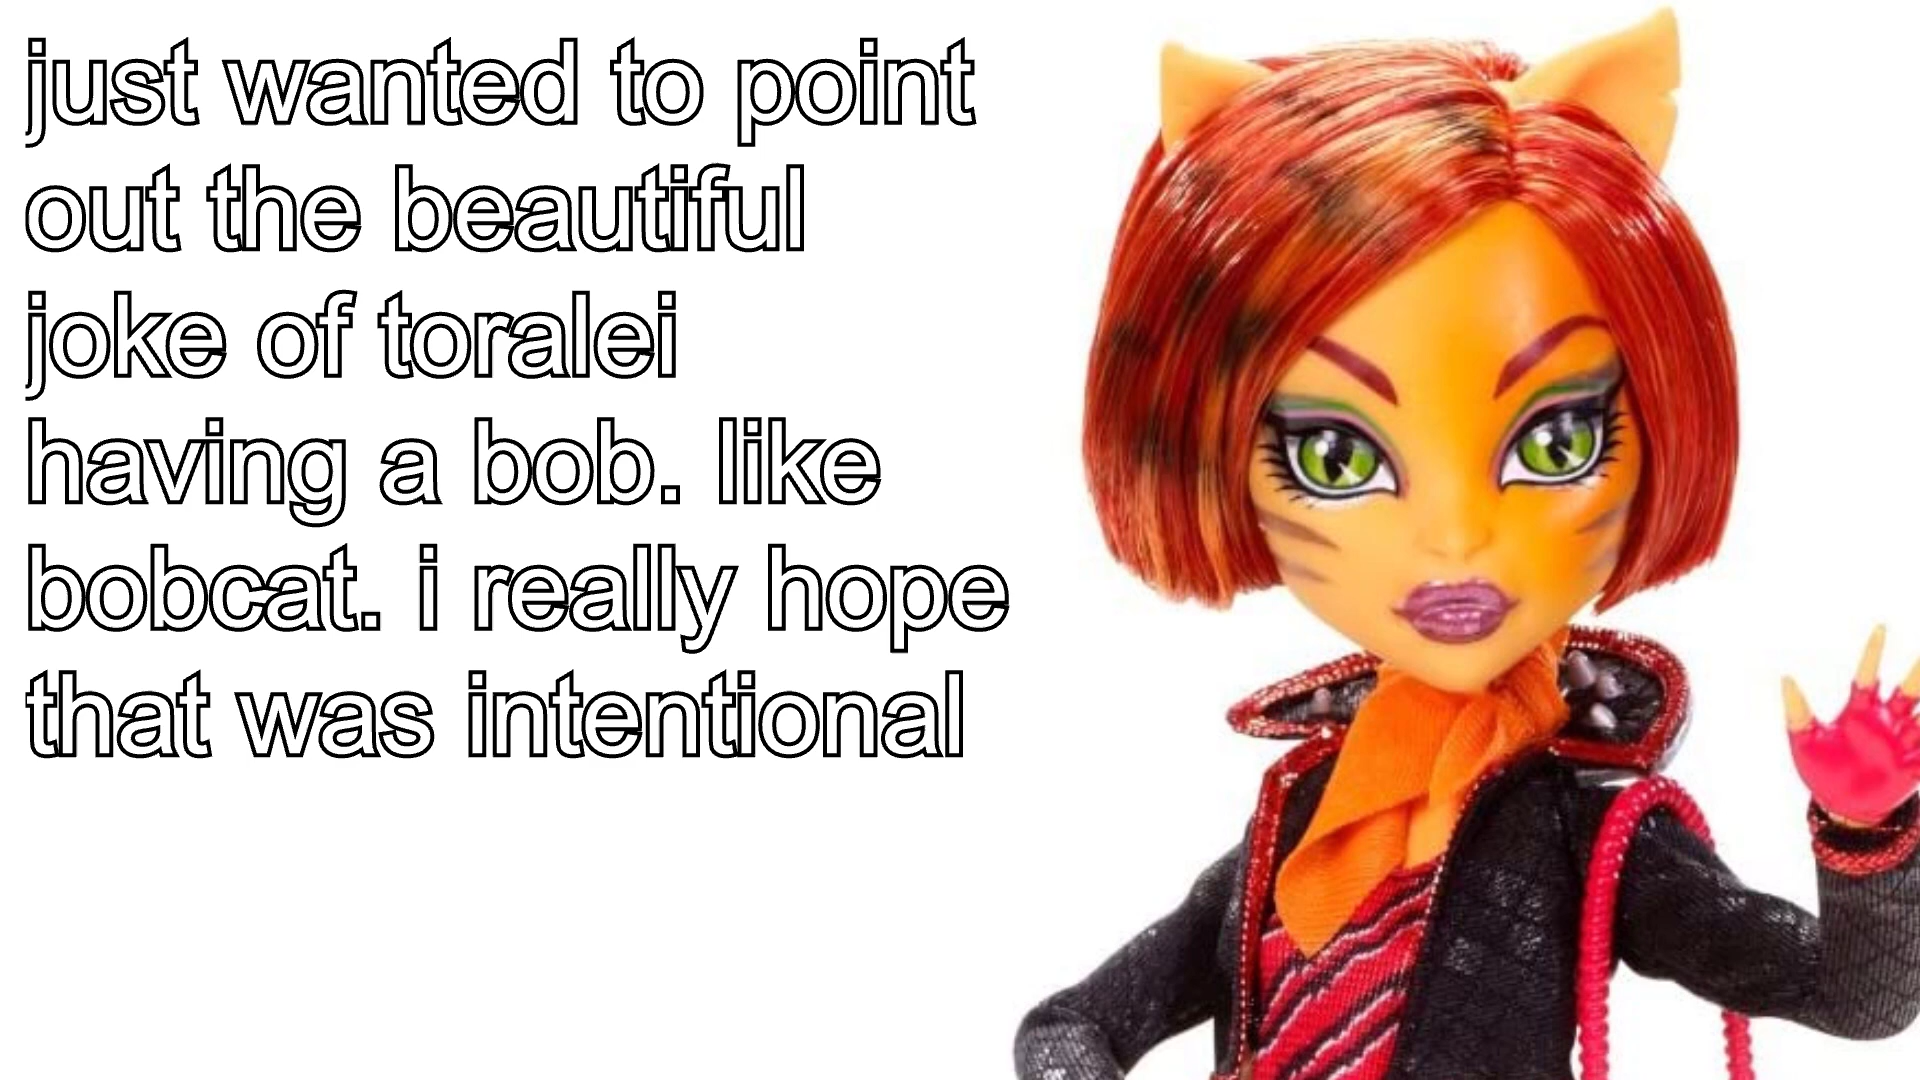 just wanted to point
out the beautiful
joke of toralei
having a bob. like
bobcat. i really hope
that was intentional